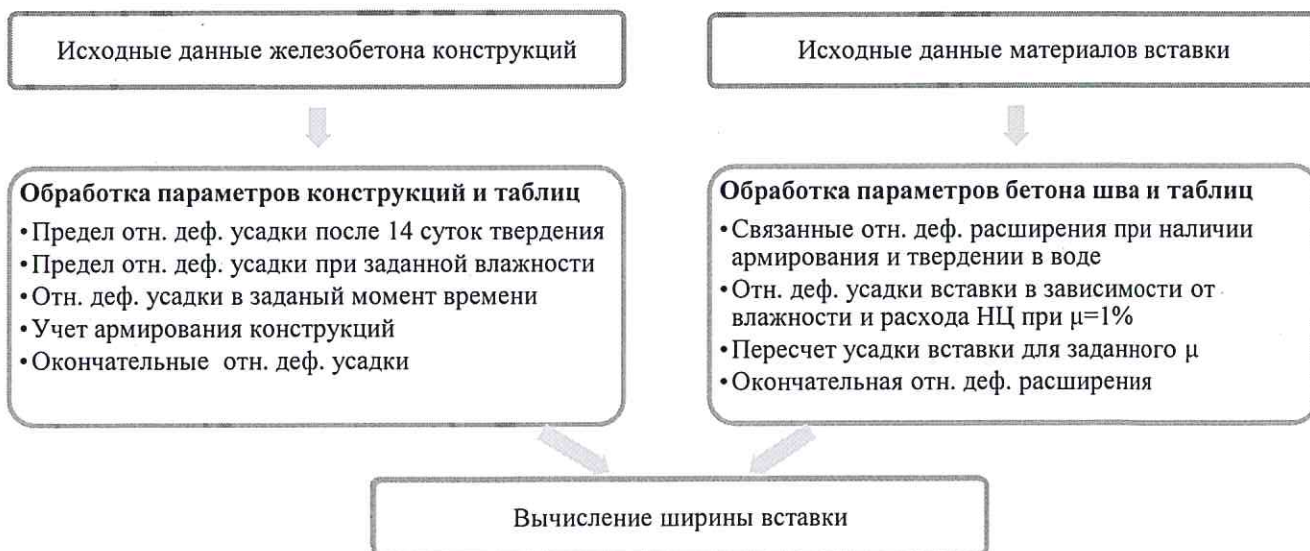 Исходные данные железобетона конструкций
Исходные данные материалов вставки
Обработка параметров конструкций и таблиц
•Предел отн. деф. усадки после 14 суток твердения
•Предел отн. деф. усадки при заданной влажности
•Отн. деф. усадки в заданый момент времени
•Учет армирования конструкций
•Окончательные отн. деф. усадки
Обработка параметров бетона шва и таблиц
•Связанные отн. деф. расширения при наличии
армирования и твердении в воде
•Отн. деф. усадки вставки в зависимости от
влажности и расхода НЦ при μ=1%
•Пересчет усадки вставки для заданного μ
•Окончательная отн. деф. расширения
Вычисление ширины вставки